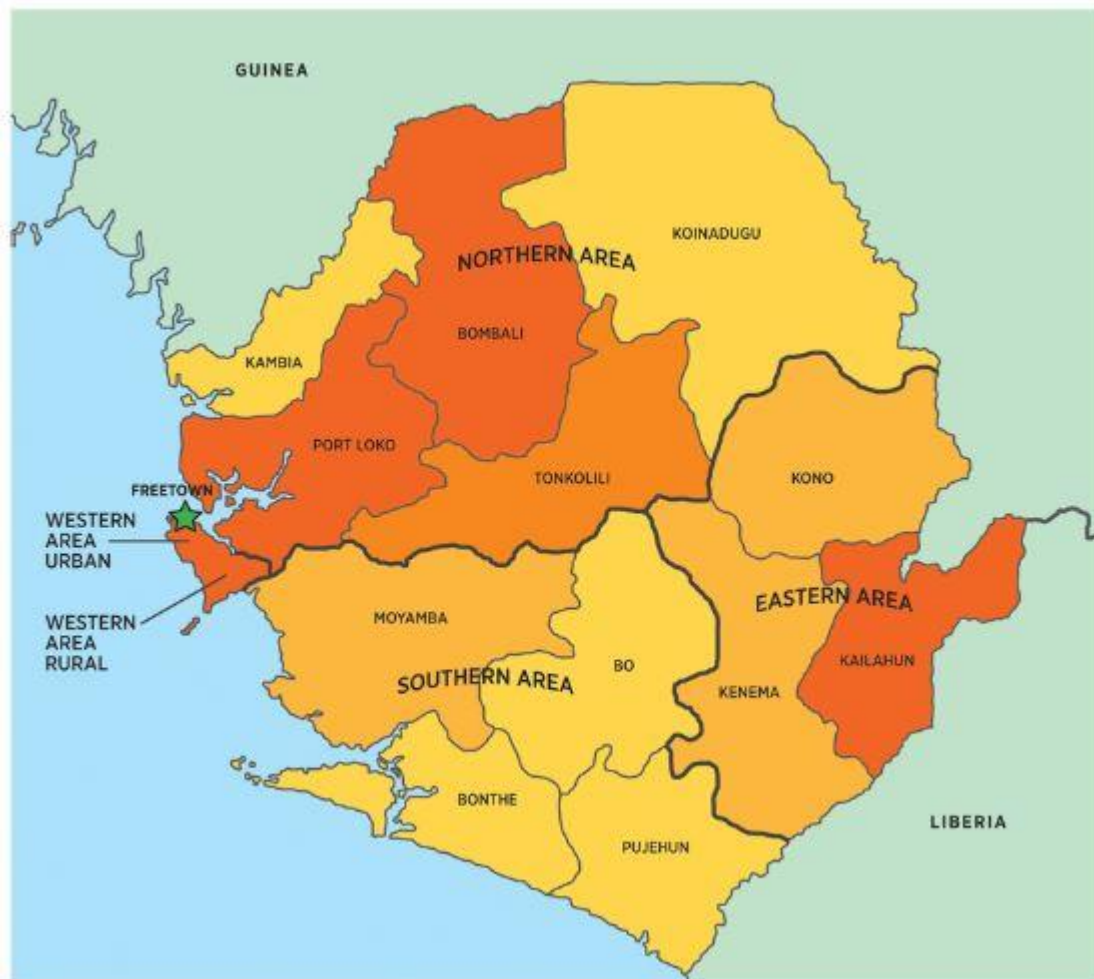 GUINEA
KOINADUGU
NORTHERN AREA
BOMBALI
KAMBIA
PORT LOKO
TONKOLILI
KONO
FREETOWN
WESTERN
AREA
URBAN
WESTERN
AREA
RURAL
MOYAMBA
EASTERN AREA
KAILAHUN
BO
SOUTHERN AREA
KENEMA
BONTHE
PUJEHUN
LIBERIA